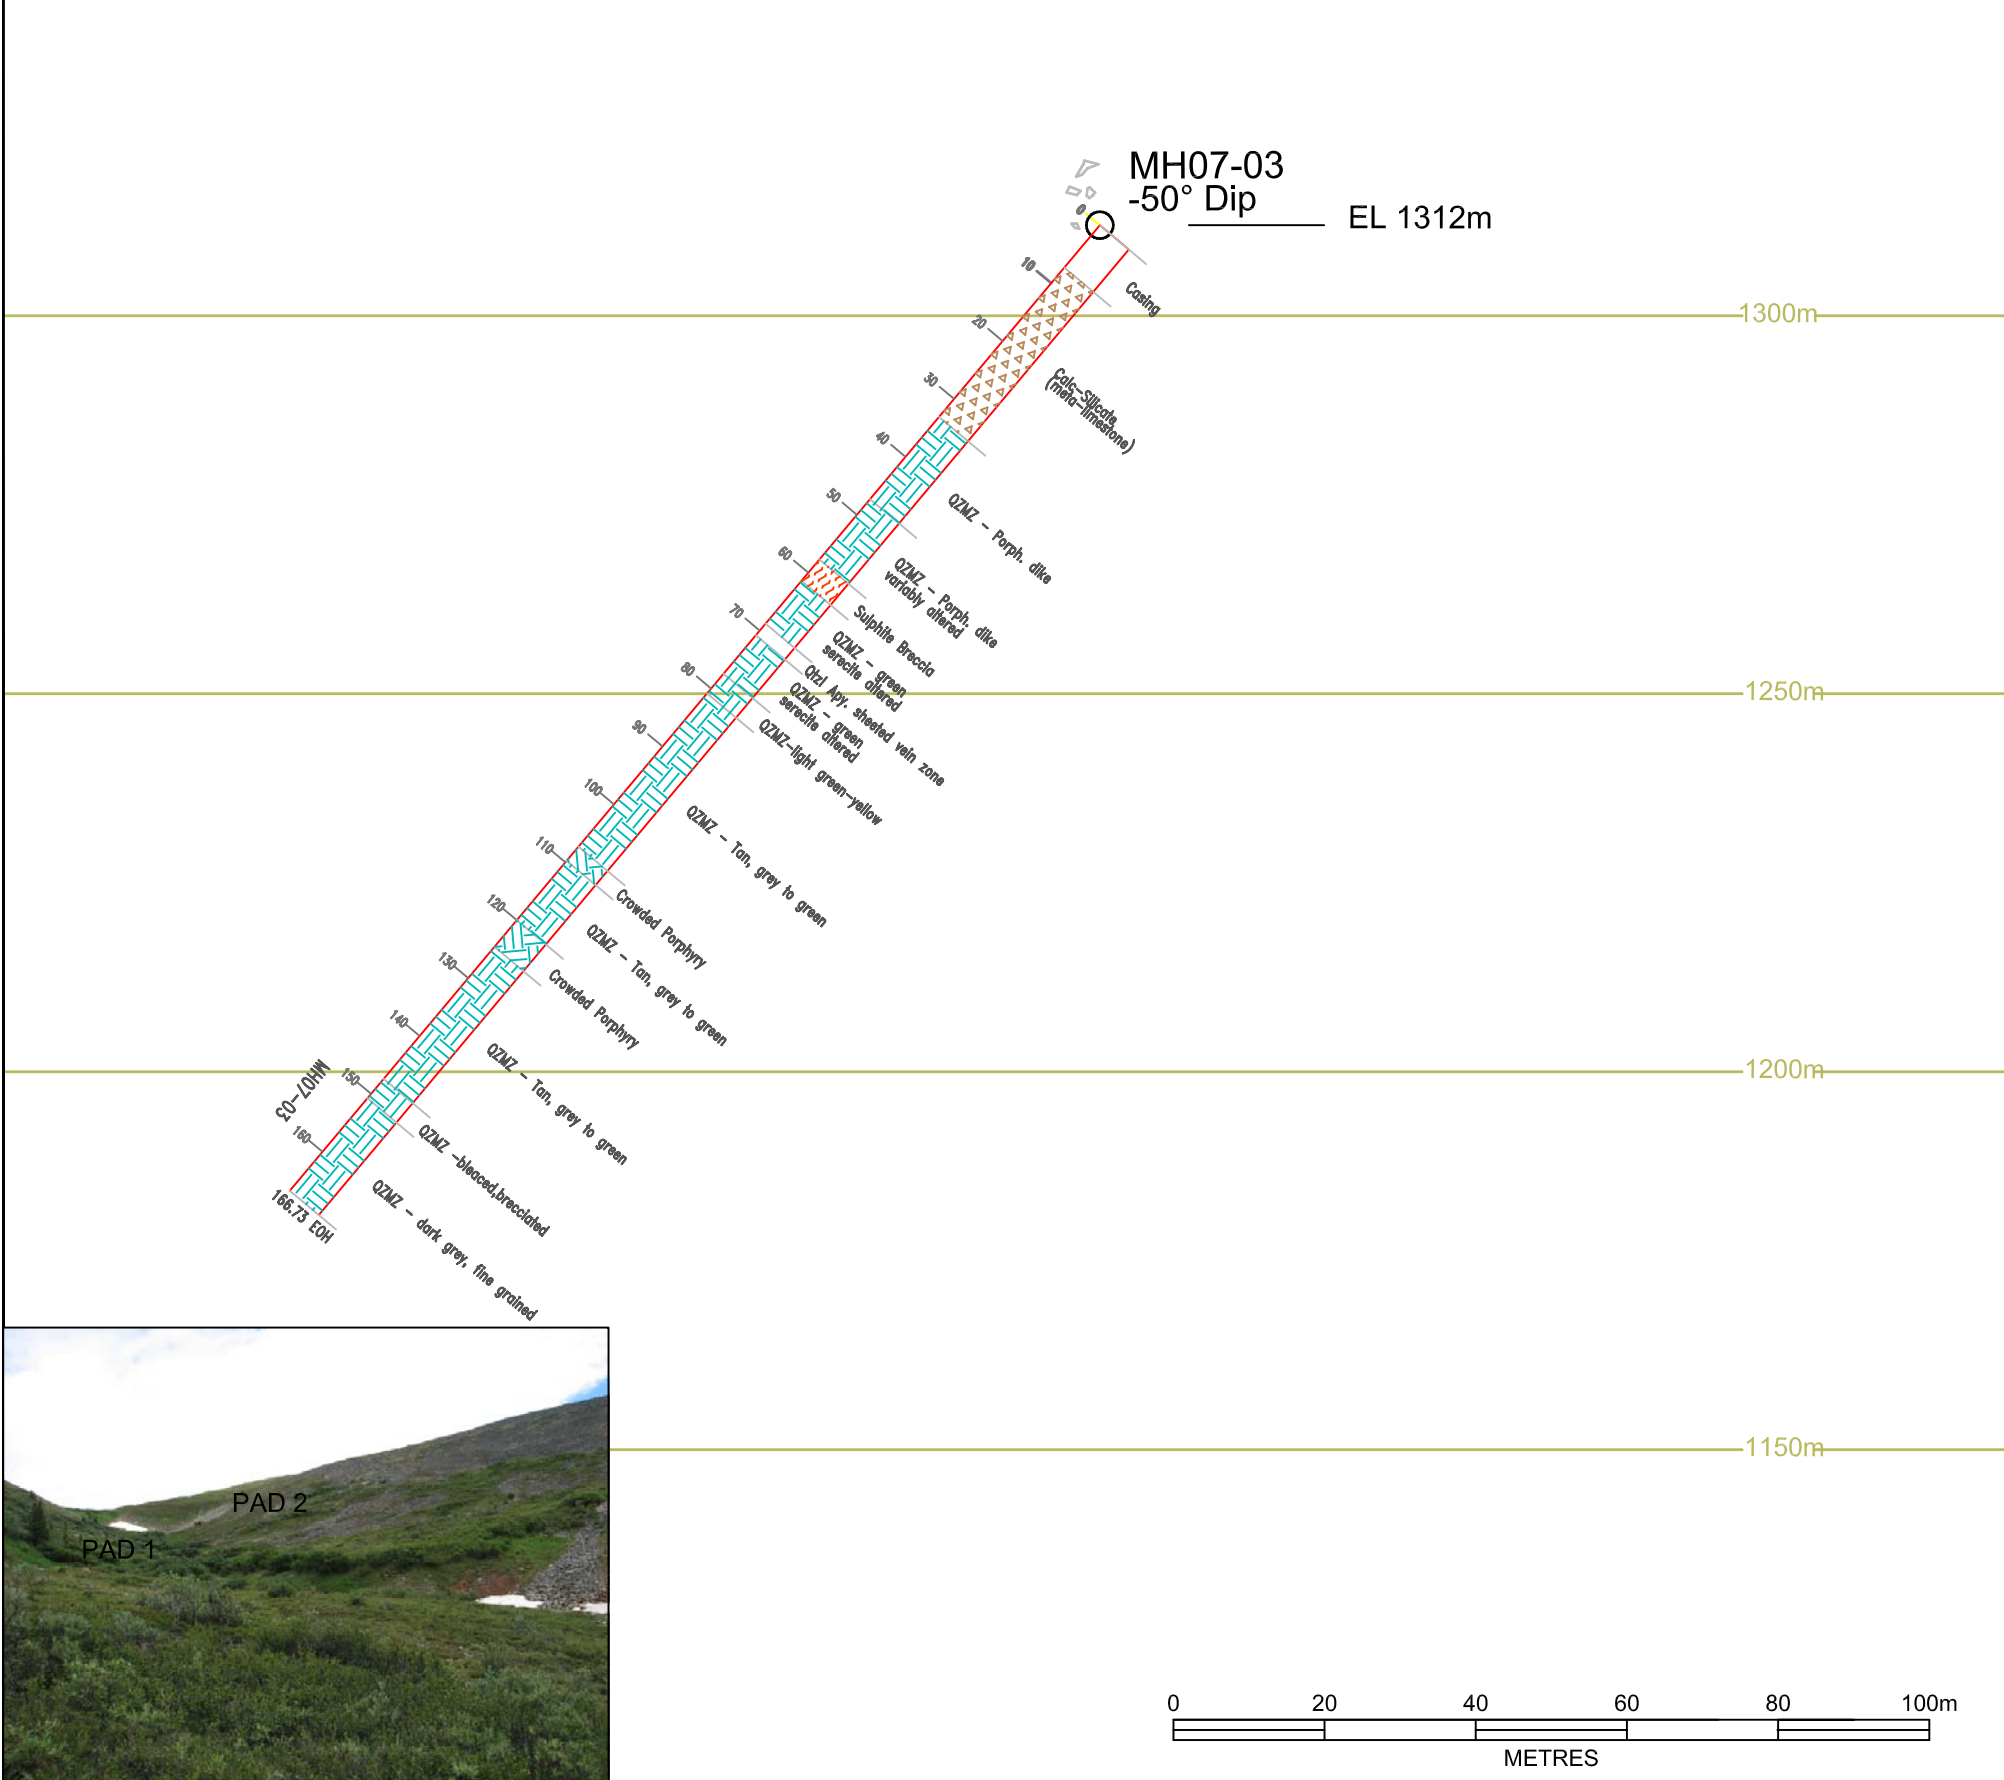 MH07-03
-50° Dip
EL 1312m
0
10
Casing
1300m
20
30
Calc-Silicate
(meta-limestone)
40
QZMZ - Porph. dike
50
QZMZ - Porph. dike
variably altered
60
Sulphite Breccia
70
QZMZ - green
serecite altered
Qtzl Apy. sheeted vein zone
1250m
80
QZMZ - green
serecite altered
QZMZ-light green-yellow
90
100
QZMZ - Tan, grey to green
110
Crowded Porphyry
120
QZMZ - Tan, grey to green
130
Crowded Porphyry
140
QZMZ - Tan, grey to green
1200m
MH07-03
150
QZMZ -bleaced,brecciated
160
QZMZ - dark grey, fine grained
166.73 EOH
1150m
PAD 2
PAD 1
0 20 40 60 80 100m
METRES